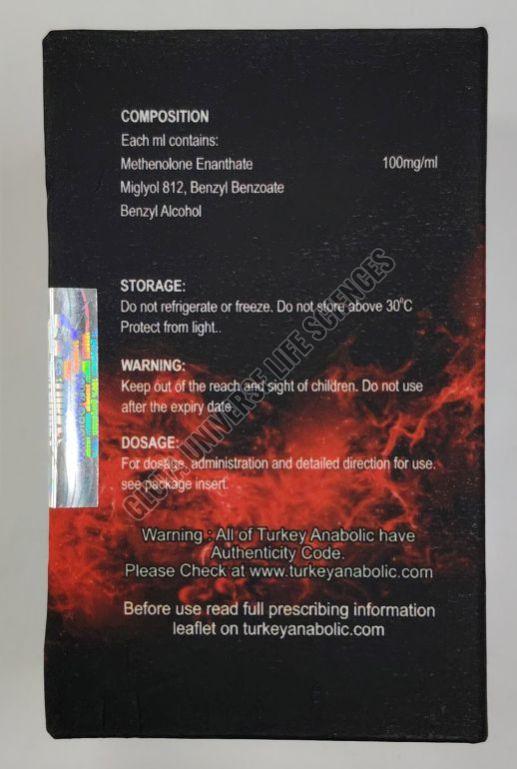 COMPOSITION
Each ml contains:
Methenolone Enanthate 100mg/ml
Miglyol 812, Benzyl Benzoate
Benzyl Alcohol
STORAGE:
Do not refrigerate or freeze. Do not store above 30°C
Protect from light..
WARNING:
Keep out of the reach and sight of children. Do not use
after the expiry date
DOSAGE:
For dosage, administration and detailed direction for use.
see package insert.
Warning : All of Turkey Anabolic have
Authenticity Code.
Please Check at www.turkeyanabolic.com
Before use read full prescribing information
leaflet on turkeyanabolic.com
UNIVERSE LIFE SCIENCES